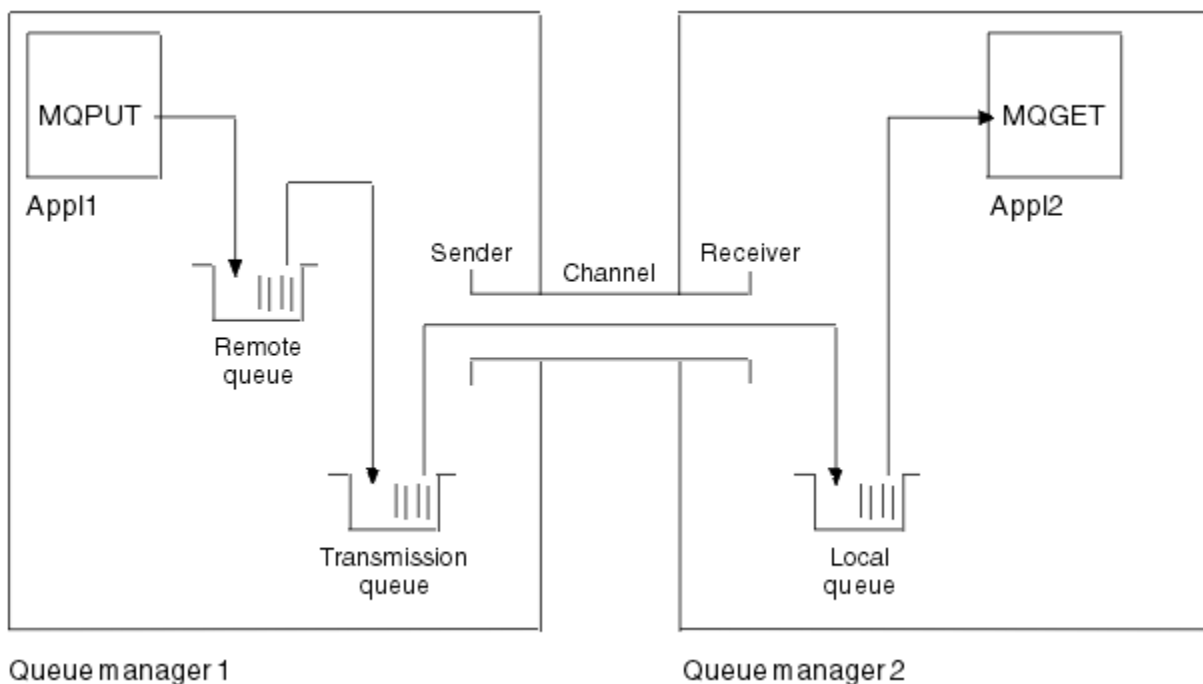 MQPUT
Appl1
Remote
queue
Transmission
queue
Sender
Channel
Receiver
MQGET
Appl2
Local
queue
Queue manager 1
Queue manager 2